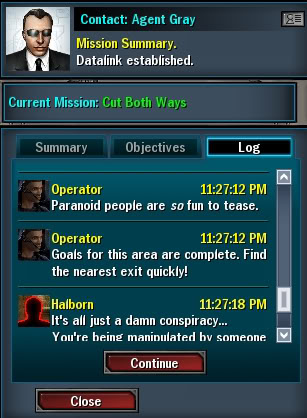 Contact: Agent Gray
Mission Summary.
Datalink established.
Current Mission: Cut Both Ways
Summary Objectives Log
Operator 11:27:12 PM
Paranoid people are so fun to tease.
Operator 11:27:12 PM
Goals for this area are complete. Find
the nearest exit quickly!
Halborn 11:27:18 PM
It's all just a damn conspiracy...
You're being manipulated by someone
Continue
Close